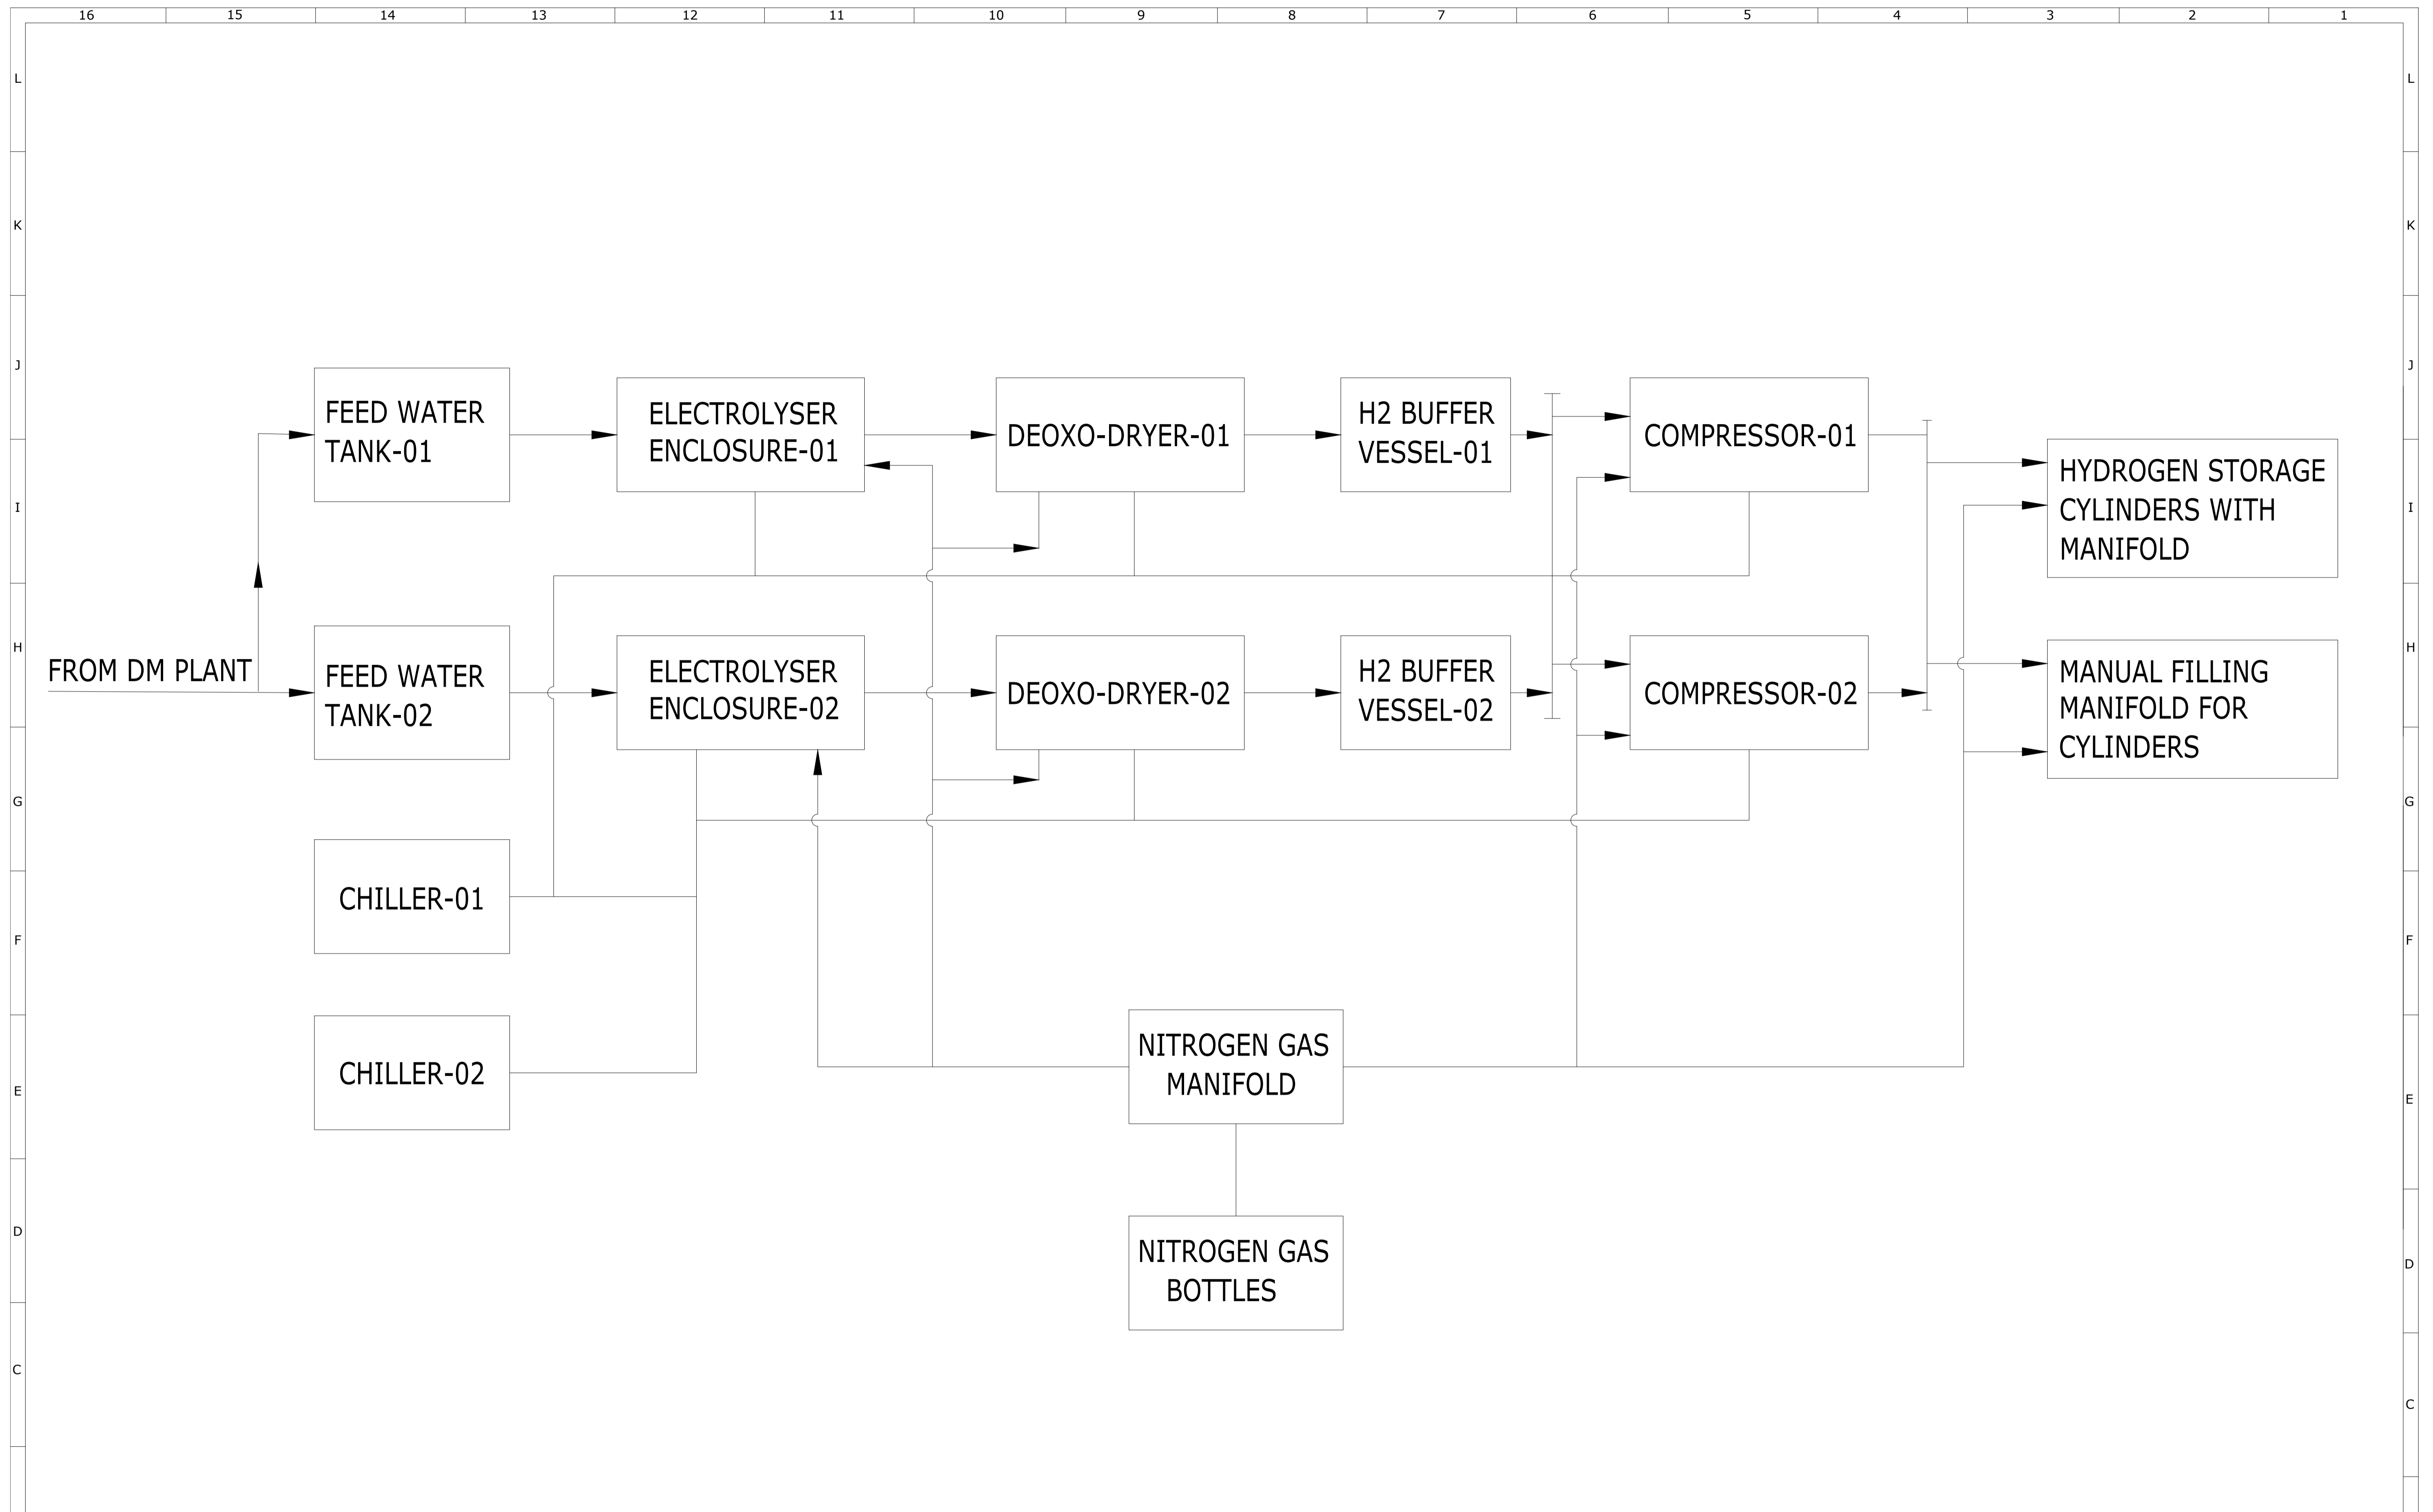 16 15 14 13 12 11 10 9 8 7 6 5 4 3 2 1
L L
K K
J J
FEED WATER
TANK-01
ELECTROLYSER
ENCLOSURE-01
DEOXO-DRYER-01
H2 BUFFER
VESSEL-01
COMPRESSOR-01
HYDROGEN STORAGE
CYLINDERS WITH
MANIFOLD
I I
H H
FROM DM PLANT
FEED WATER
TANK-02
ELECTROLYSER
ENCLOSURE-02
DEOXO-DRYER-02
H2 BUFFER
VESSEL-02
COMPRESSOR-02
MANUAL FILLING
MANIFOLD FOR
CYLINDERS
G G
CHILLER-01
F F
CHILLER-02
NITROGEN GAS
MANIFOLD
E E
NITROGEN GAS
BOTTLES
D D
C C